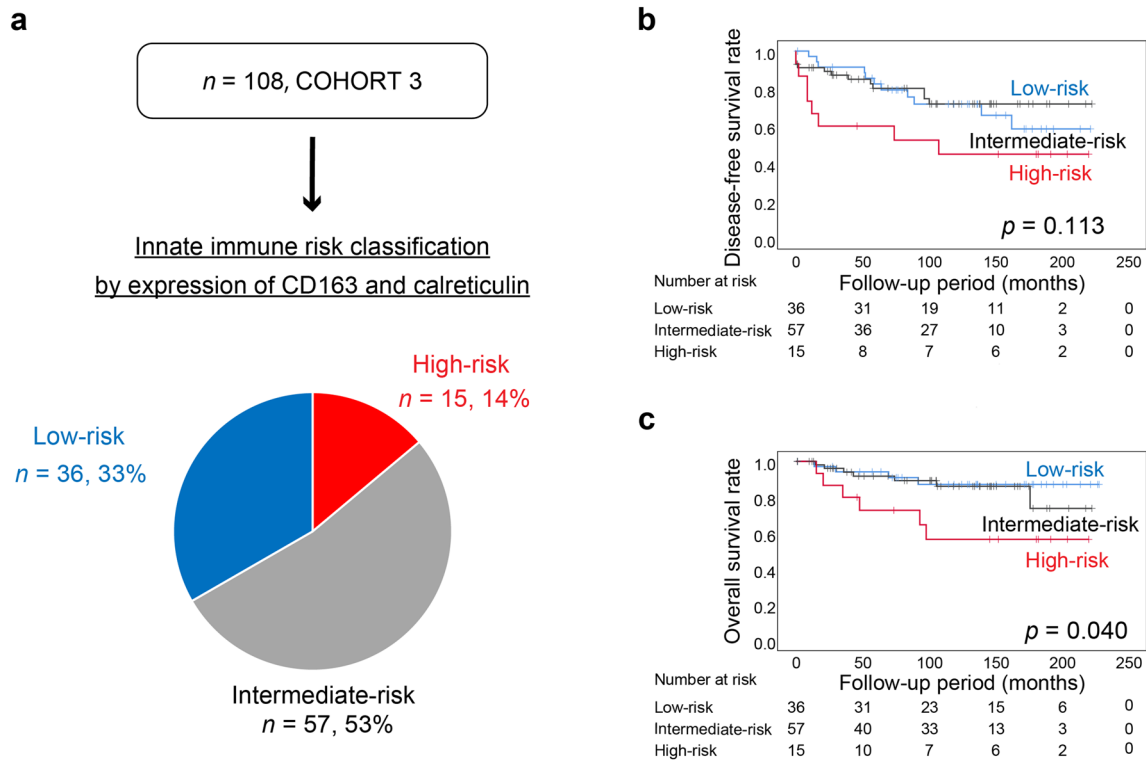 a
n = 108, COHORT 3
Innate immune risk classification
by expression of CD163 and calreticulin
High-risk
n = 15, 14%
Low-risk
n = 36, 33%
Intermediate-risk
n = 57, 53%
b
Disease-free survival rate
1.0
0.8
0.6
0.4
0.2
0.0
Low-risk
Intermediate-risk
High-risk
p = 0.113
0 50 100 150 200 250
Number at risk
Follow-up period (months)
Low-risk 36 31 19 11 2 0
Intermediate-risk 57 36 27 10 3 0
High-risk 15 8 7 6 2 0
c
Overall survival rate
1.0
0.8
0.6
0.4
0.2
0.0
Low-risk
Intermediate-risk
High-risk
p = 0.040
0 50 100 150 200 250
Number at risk
Follow-up period (months)
Low-risk 36 31 23 15 6 0
Intermediate-risk 57 40 33 13 3 0
High-risk 15 10 7 6 2 0